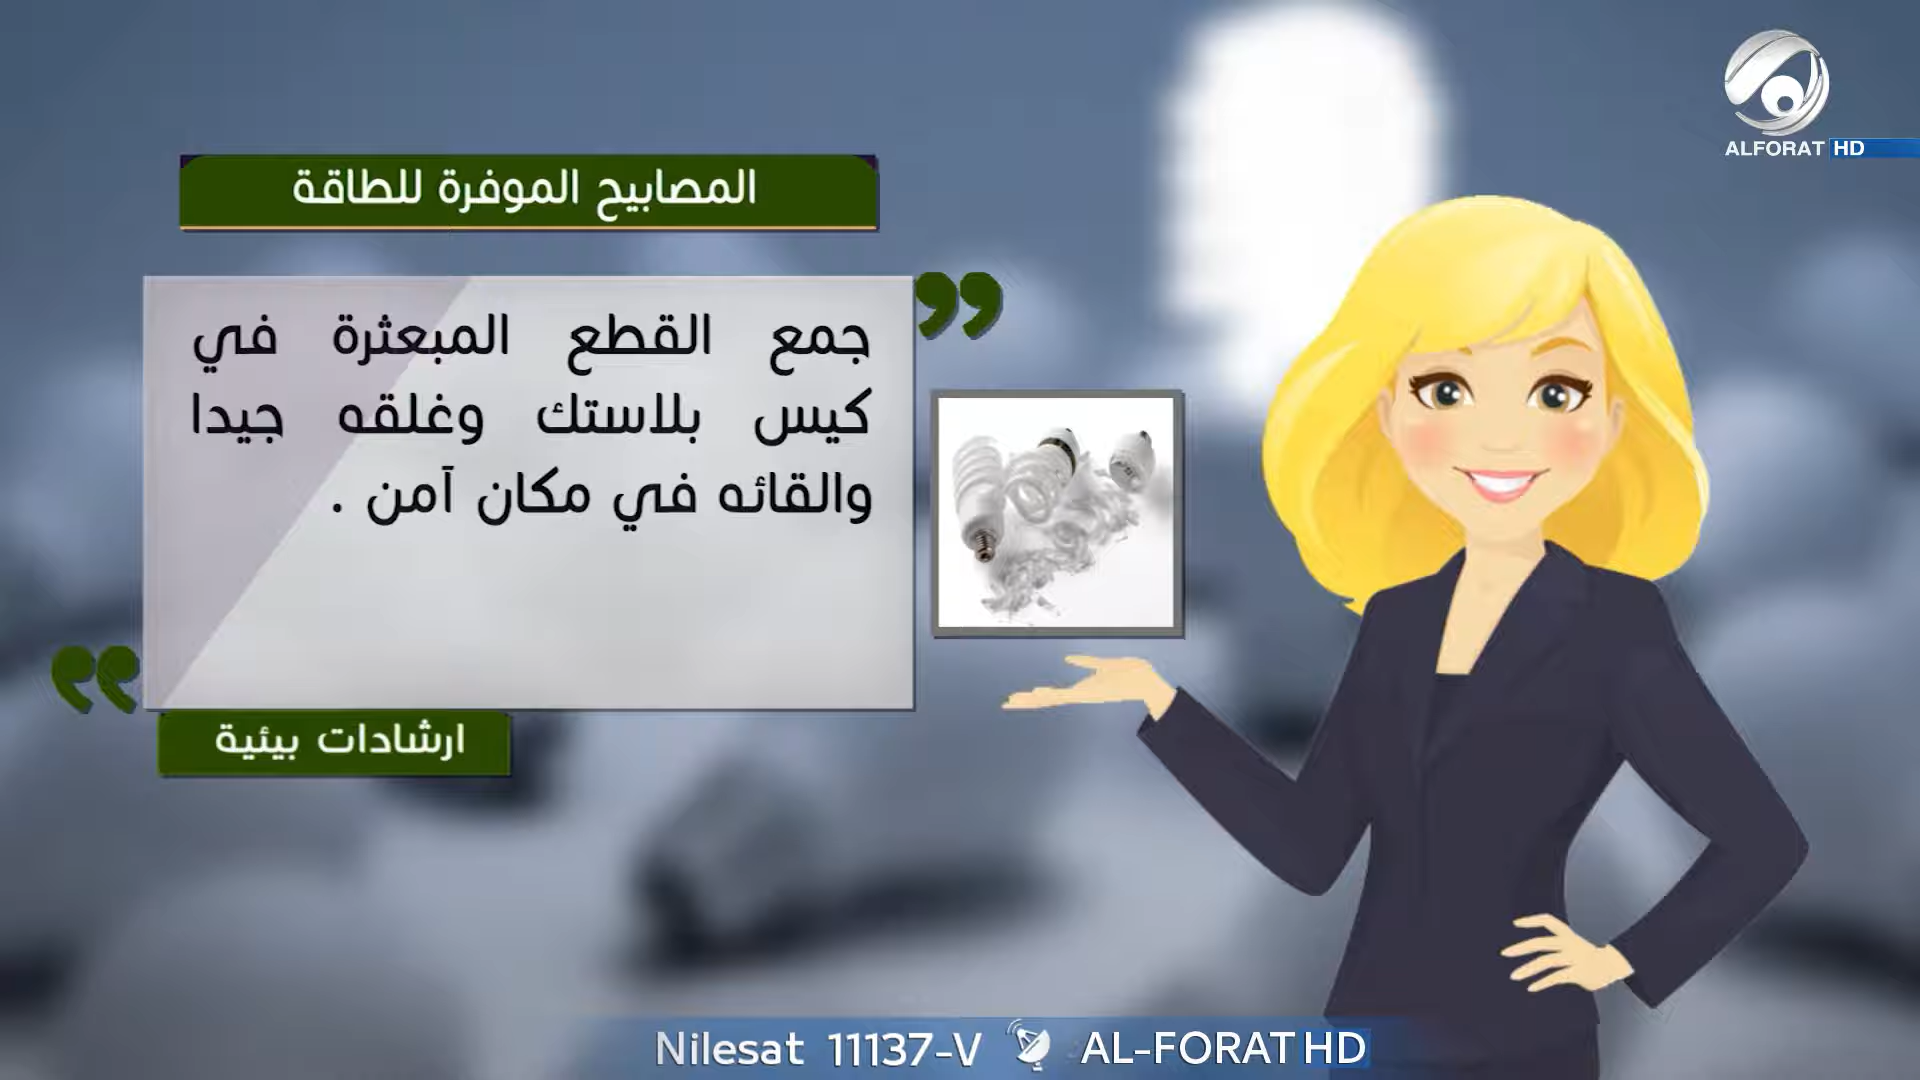 ALFORAT HD
المصابيح الموفرة للطاقة
جمع القطع المبعثرة في
كيس بلاستك وغلقه جيدا
والقائه في مكان آمن .
ارشادات بيئية
Nilesat 11137-V AL-FORAT HD